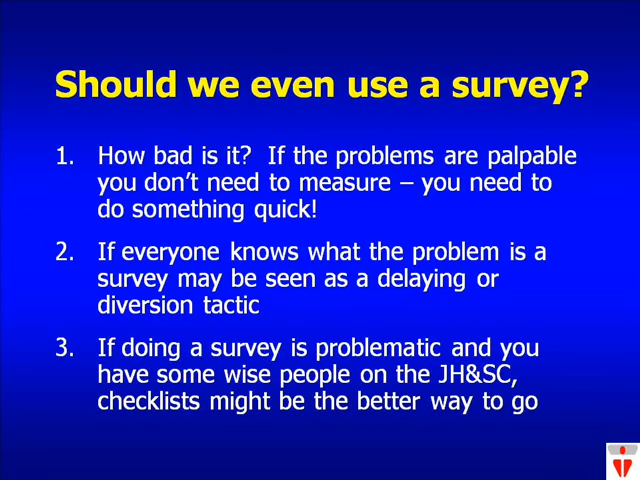 Should we even use a survey?
1. How bad is it?  If the problems are palpable
you don’t need to measure – you need to
do something quick!
2. If everyone knows what the problem is a
survey may be seen as a delaying or
diversion tactic
3. If doing a survey is problematic and you
have some wise people on the JH&SC,
checklists might be the better way to go